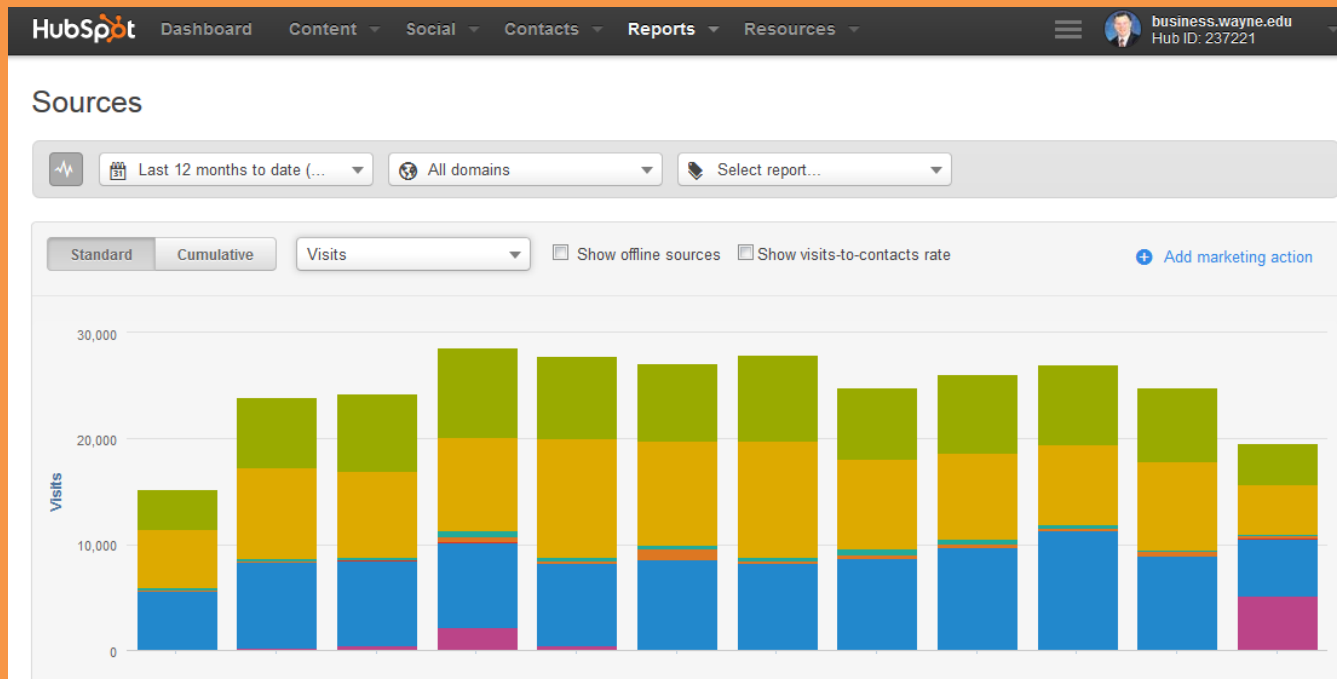 HubSpot Dashboard Content Social Contacts Reports Resources business.wayne.edu
Hub ID: 237221
Sources
31 Last 12 months to date (... All domains Select report...
Standard Cumulative Visits Show offline sources Show visits-to-contacts rate Add marketing action
30,000
20,000
Visits
10,000
0